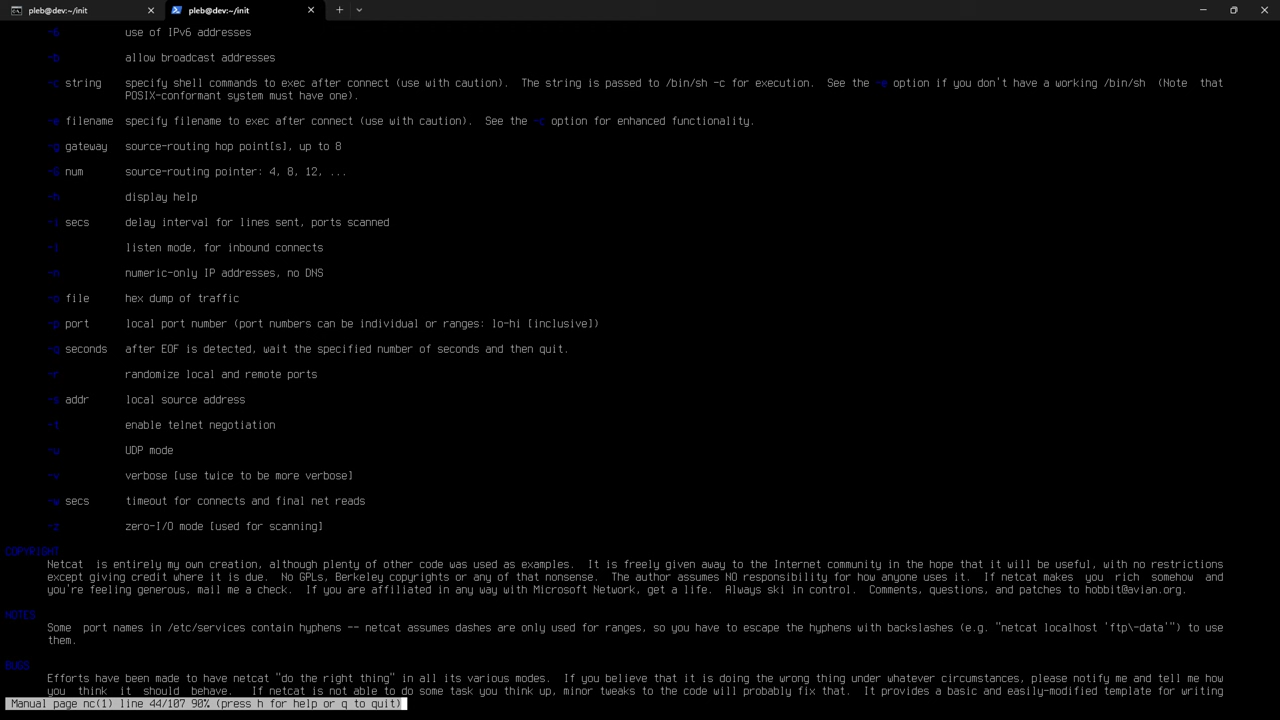 pleb@dev:~/init
pleb@dev:~/init
-6 use of IPv6 addresses
-b allow broadcast addresses
-c string specify shell commands to exec after connect (use with caution). The string is passed to /bin/sh -c for execution. See the -e option if you don't have a working /bin/sh (Note that
POSIX-conformant system must have one).
-e filename specify filename to exec after connect (use with caution). See the -c option for enhanced functionality.
-g gateway source-routing hop point[s], up to 8
-G num source-routing pointer: 4, 8, 12, ...
-h display help
-i secs delay interval for lines sent, ports scanned
-l listen mode, for inbound connects
-n numeric-only IP addresses, no DNS
-o file hex dump of traffic
-p port local port number (port numbers can be individual or ranges: lo-hi [inclusive])
-q seconds after EOF is detected, wait the specified number of seconds and then quit.
-r randomize local and remote ports
-s addr local source address
-t enable telnet negotiation
-u UDP mode
-v verbose [use twice to be more verbose]
-w secs timeout for connects and final net reads
-z zero-I/O mode [used for scanning]
COPYRIGHT
Netcat is entirely my own creation, although plenty of other code was used as examples. It is freely given away to the Internet community in the hope that it will be useful, with no restrictions
except giving credit where it is due. No GPLs, Berkeley copyrights or any of that nonsense. The author assumes NO responsibility for how anyone uses it. If netcat makes you rich somehow and
you're feeling generous, mail me a check. If you are affiliated in any way with Microsoft Network, get a life. Always ski in control. Comments, questions, and patches to hobbit@avian.org.
NOTES
Some port names in /etc/services contain hyphens -- netcat assumes dashes are only used for ranges, so you have to escape the hyphens with backslashes (e.g. "netcat localhost 'ftp\-data'") to use
them.
BUGS
Efforts have been made to have netcat "do the right thing" in all its various modes. If you believe that it is doing the wrong thing under whatever circumstances, please notify me and tell me how
you think it should behave. If netcat is not able to do some task you think up, minor tweaks to the code will probably fix that. It provides a basic and easily-modified template for writing
Manual page nc(1) line 44/107 90% (press h for help or q to quit)